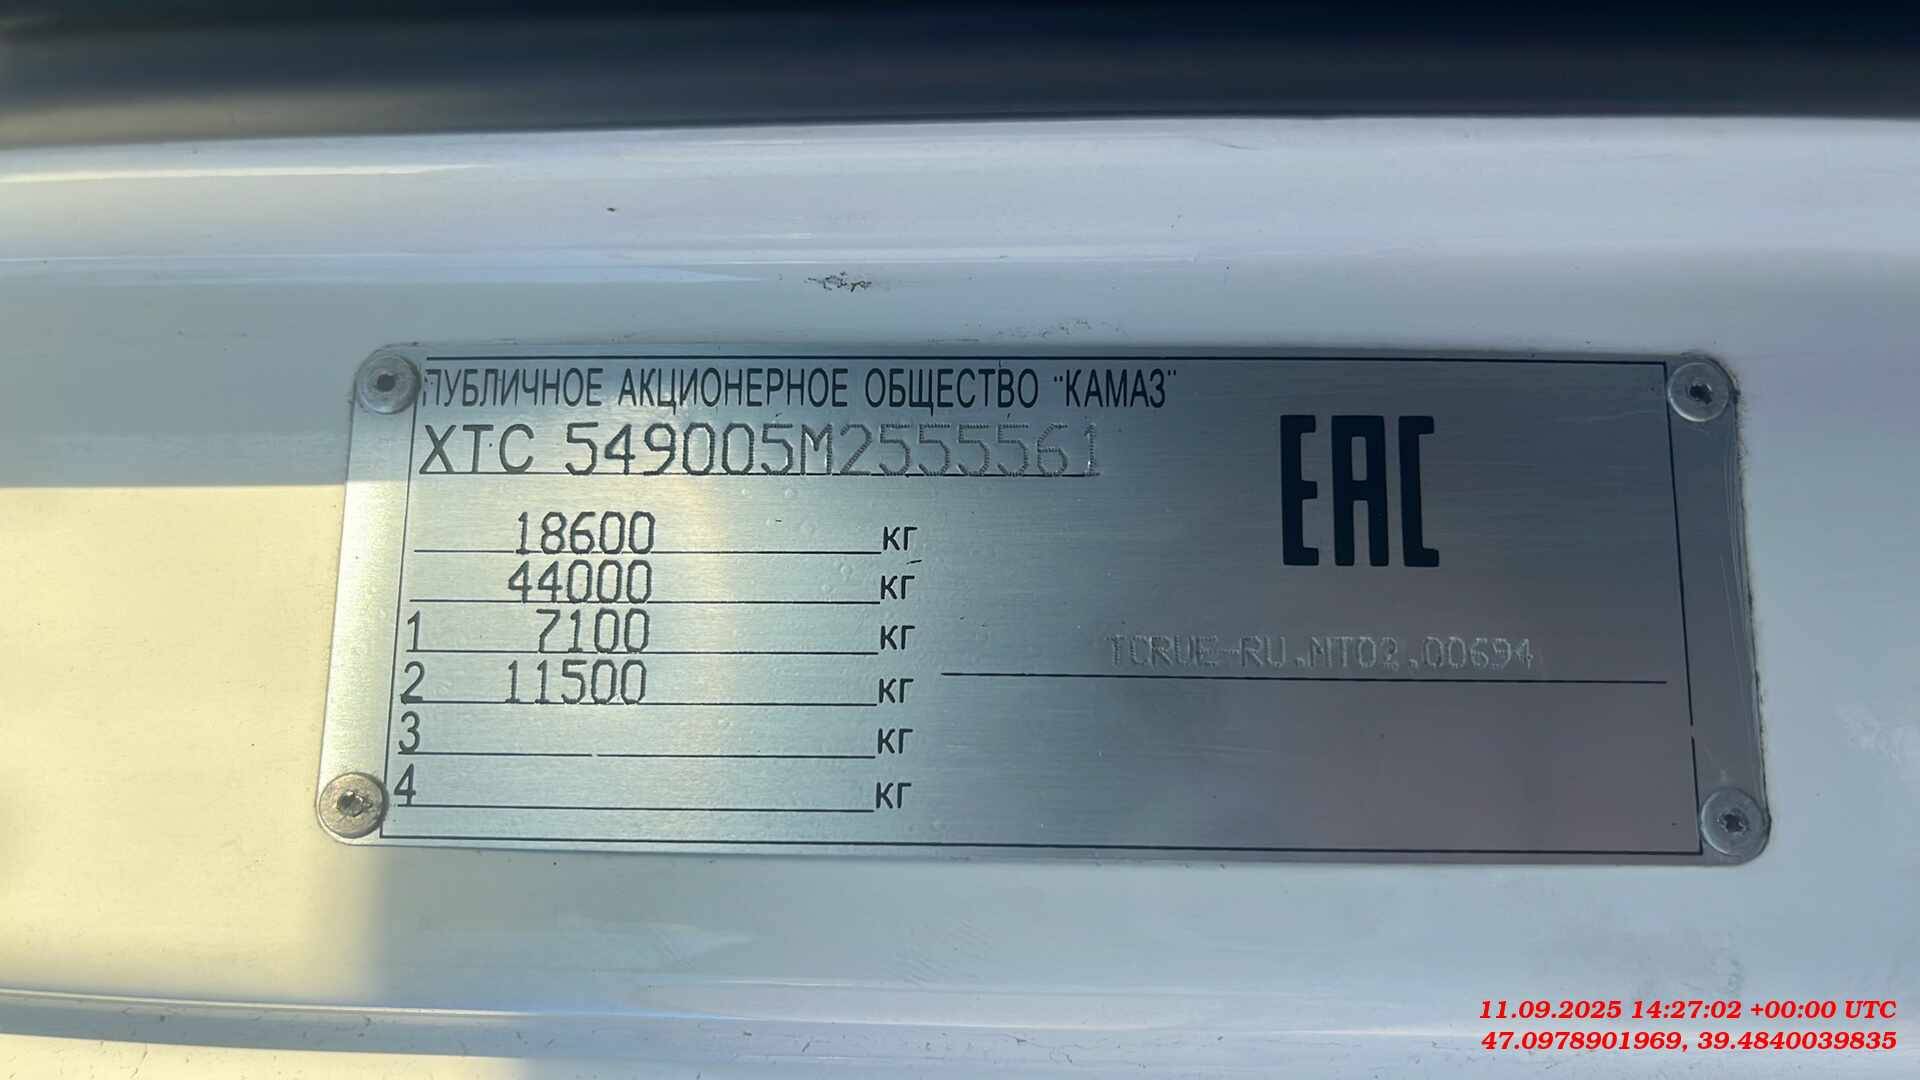 ПУБЛИЧНОЕ АКЦИОНЕРНОЕ ОБЩЕСТВО "КАМАЗ"
XTC 549005M2555561
EAC
18600 кг
44000 кг
1 7100 кг
2 11500 кг
TCRUE-RU.MT02.00694
3 кг
4 кг
11.09.2025 14:27:02 +00:00 UTC
47.0978901969, 39.4840039835